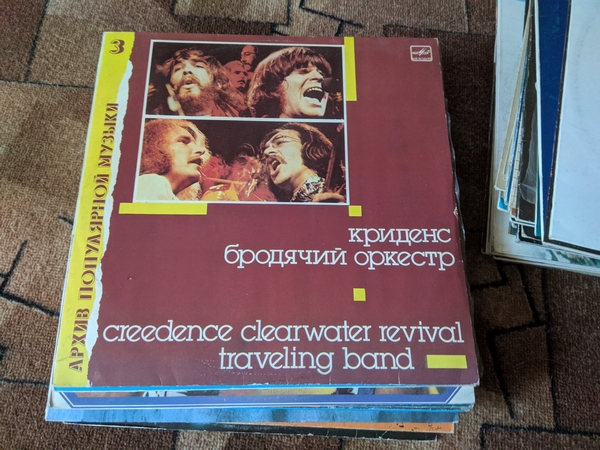 3
АРХИВ ПОПУЛЯРНОЙ МУЗЫКИ
криденс
бродячий оркестр
creedence clearwater revival
traveling band